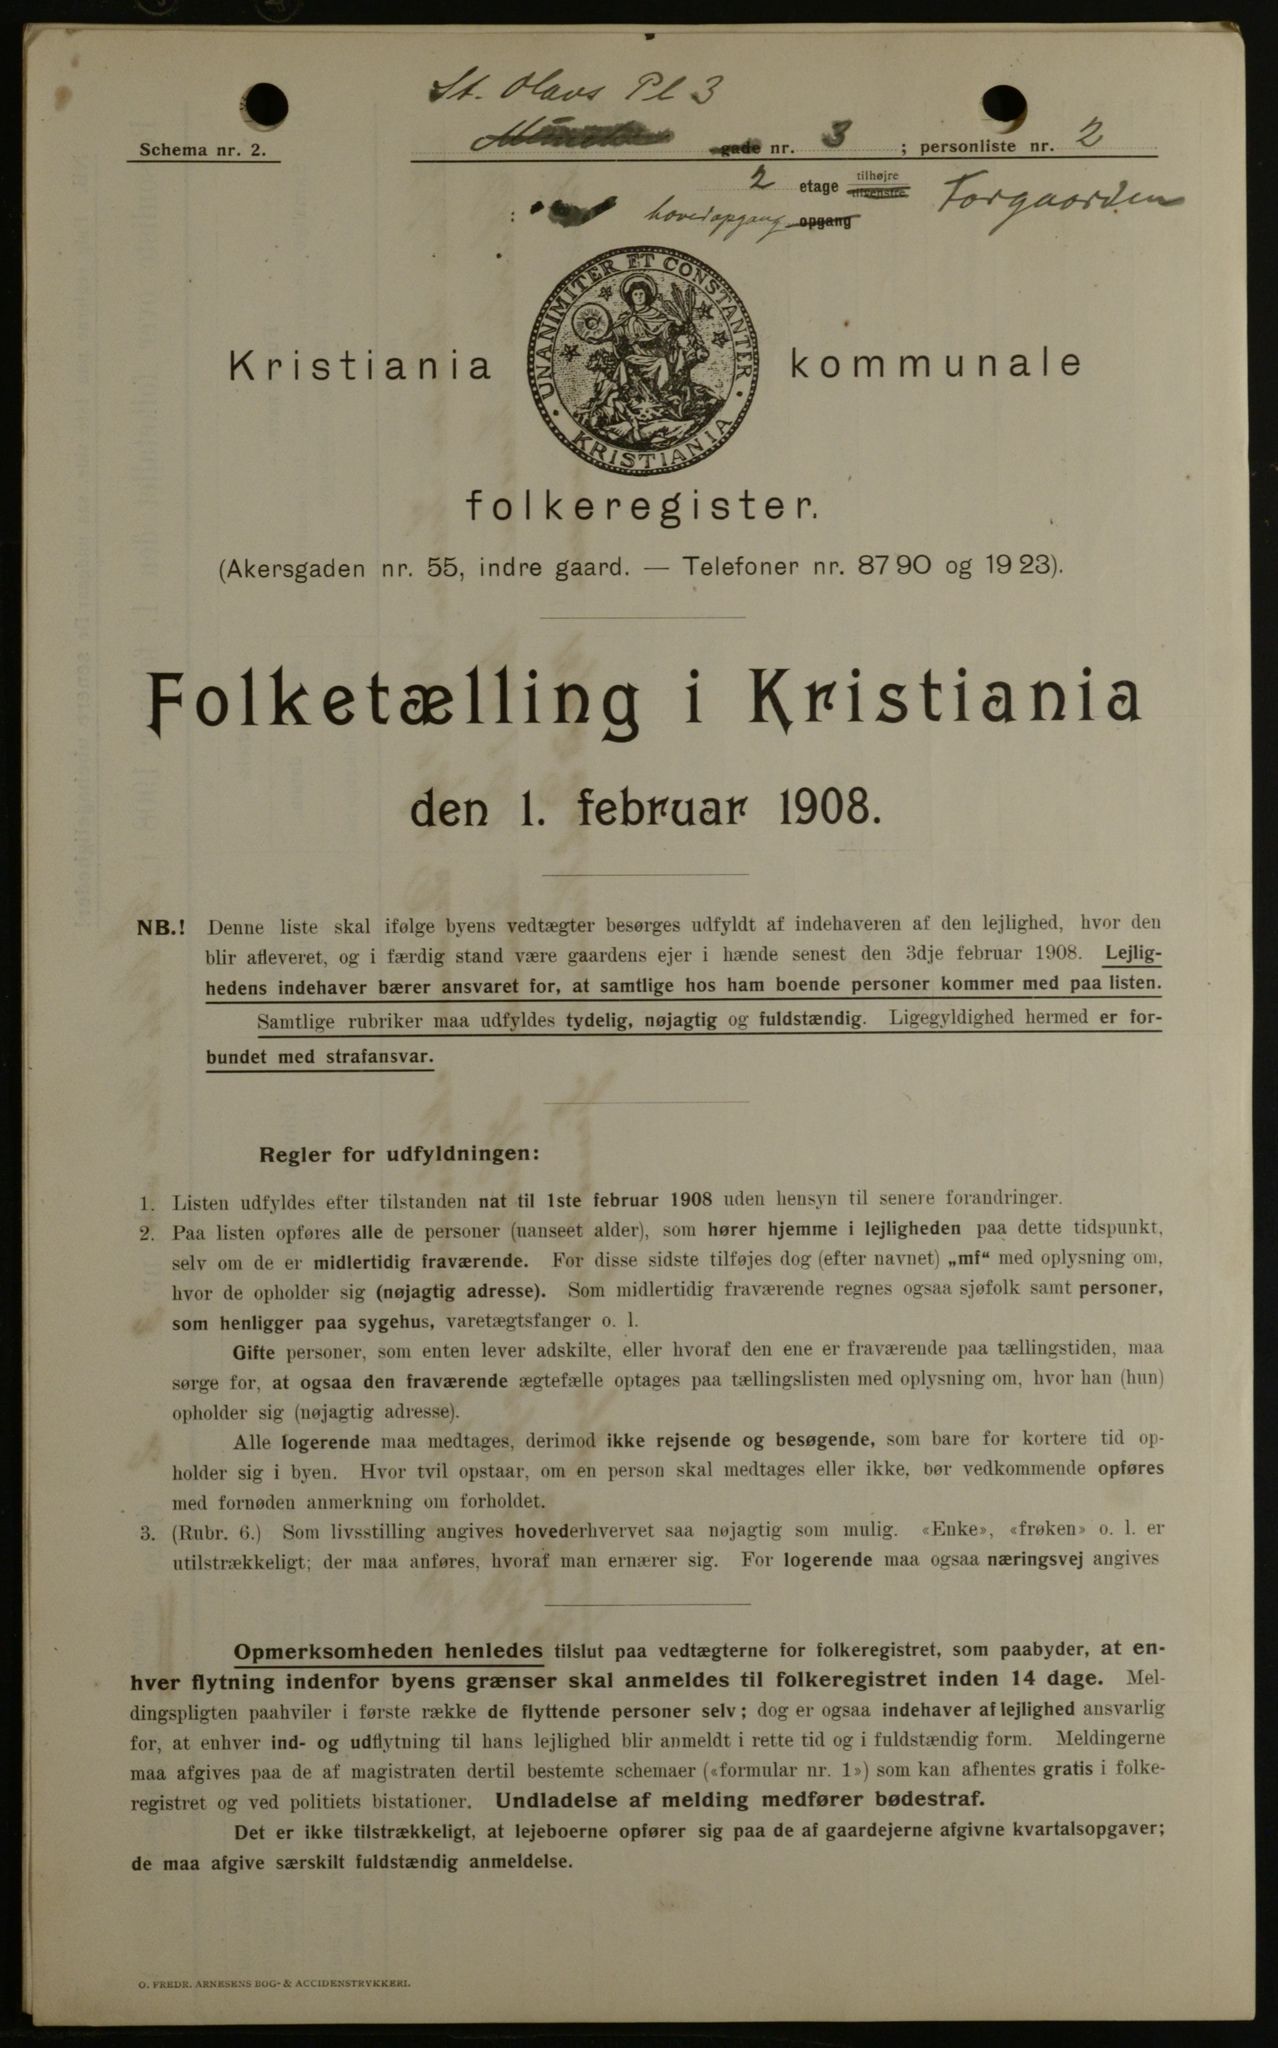 St. Olavs Pl 3
Schema nr. 2.
gade nr. 3 ; personliste nr. 2
2 etage tilhøjre tilvenstre Forgaarden
hovedopgang opgang
UNANIMITER ET CONSTANTER
KRISTIANIA
Kristiania kommunale
folkeregister.
(Akersgaden nr. 55, indre gaard. — Telefoner nr. 8790 og 1923).
Folketælling i Kristiania
den 1. februar 1908.
NB.! Denne liste skal ifølge byens vedtægter besørges udfyldt af indehaveren af den lejlighed, hvor den
blir afleveret, og i færdig stand være gaardens ejer i hænde senest den 3dje februar 1908. Lejlig-
hedens indehaver bærer ansvaret for, at samtlige hos ham boende personer kommer med paa listen.
Samtlige rubriker maa udfyldes tydelig, nøjagtig og fuldstændig. Ligegyldighed hermed er for-
bundet med strafansvar.
Regler for udfyldningen:
1. Listen udfyldes efter tilstanden nat til 1ste februar 1908 uden hensyn til senere forandringer.
2. Paa listen opføres alle de personer (uanseet alder), som hører hjemme i lejligheden paa dette tidspunkt,
selv om de er midlertidig fraværende. For disse sidste tilføjes dog (efter navnet) „mf“ med oplysning om,
hvor de opholder sig (nøjagtig adresse). Som midlertidig fraværende regnes ogsaa sjøfolk samt personer,
som henligger paa sygehus, varetægtsfanger o. l.
Gifte personer, som enten lever adskilte, eller hvoraf den ene er fraværende paa tællingstiden, maa
sørge for, at ogsaa den fraværende ægtefælle optages paa tællingslisten med oplysning om, hvor han (hun)
opholder sig (nøjagtig adresse).
Alle logerende maa medtages, derimod ikke rejsende og besøgende, som bare for kortere tid op-
holder sig i byen. Hvor tvil opstaar, om en person skal medtages eller ikke, bør vedkommende opføres
med fornøden anmerkning om forholdet.
3. (Rubr. 6.) Som livsstilling angives hovederhvervet saa nøjagtig som mulig. «Enke», «frøken» o. l. er
utilstrækkeligt; der maa anføres, hvoraf man ernærer sig. For logerende maa ogsaa næringsvej angives
Opmerksomheden henledes tilslut paa vedtægterne for folkeregistret, som paabyder, at en-
hver flytning indenfor byens grænser skal anmeldes til folkeregistret inden 14 dage. Mel-
dingspligten paahviler i første række de flyttende personer selv; dog er ogsaa indehaver af lejlighed ansvarlig
for, at enhver ind- og udflytning til hans lejlighed blir anmeldt i rette tid og i fuldstændig form. Meldingerne
maa afgives paa de af magistraten dertil bestemte schemaer («formular nr. 1») som kan afhentes gratis i folke-
registret og ved politiets bistationer. Undladelse af melding medfører bødestraf.
Det er ikke tilstrækkeligt, at lejeboerne opfører sig paa de af gaardejerne afgivne kvartalsopgaver;
de maa afgive særskilt fuldstændig anmeldelse.
O. FREDR. ARNESENS BOG- & ACCIDENSTRYKKERI.